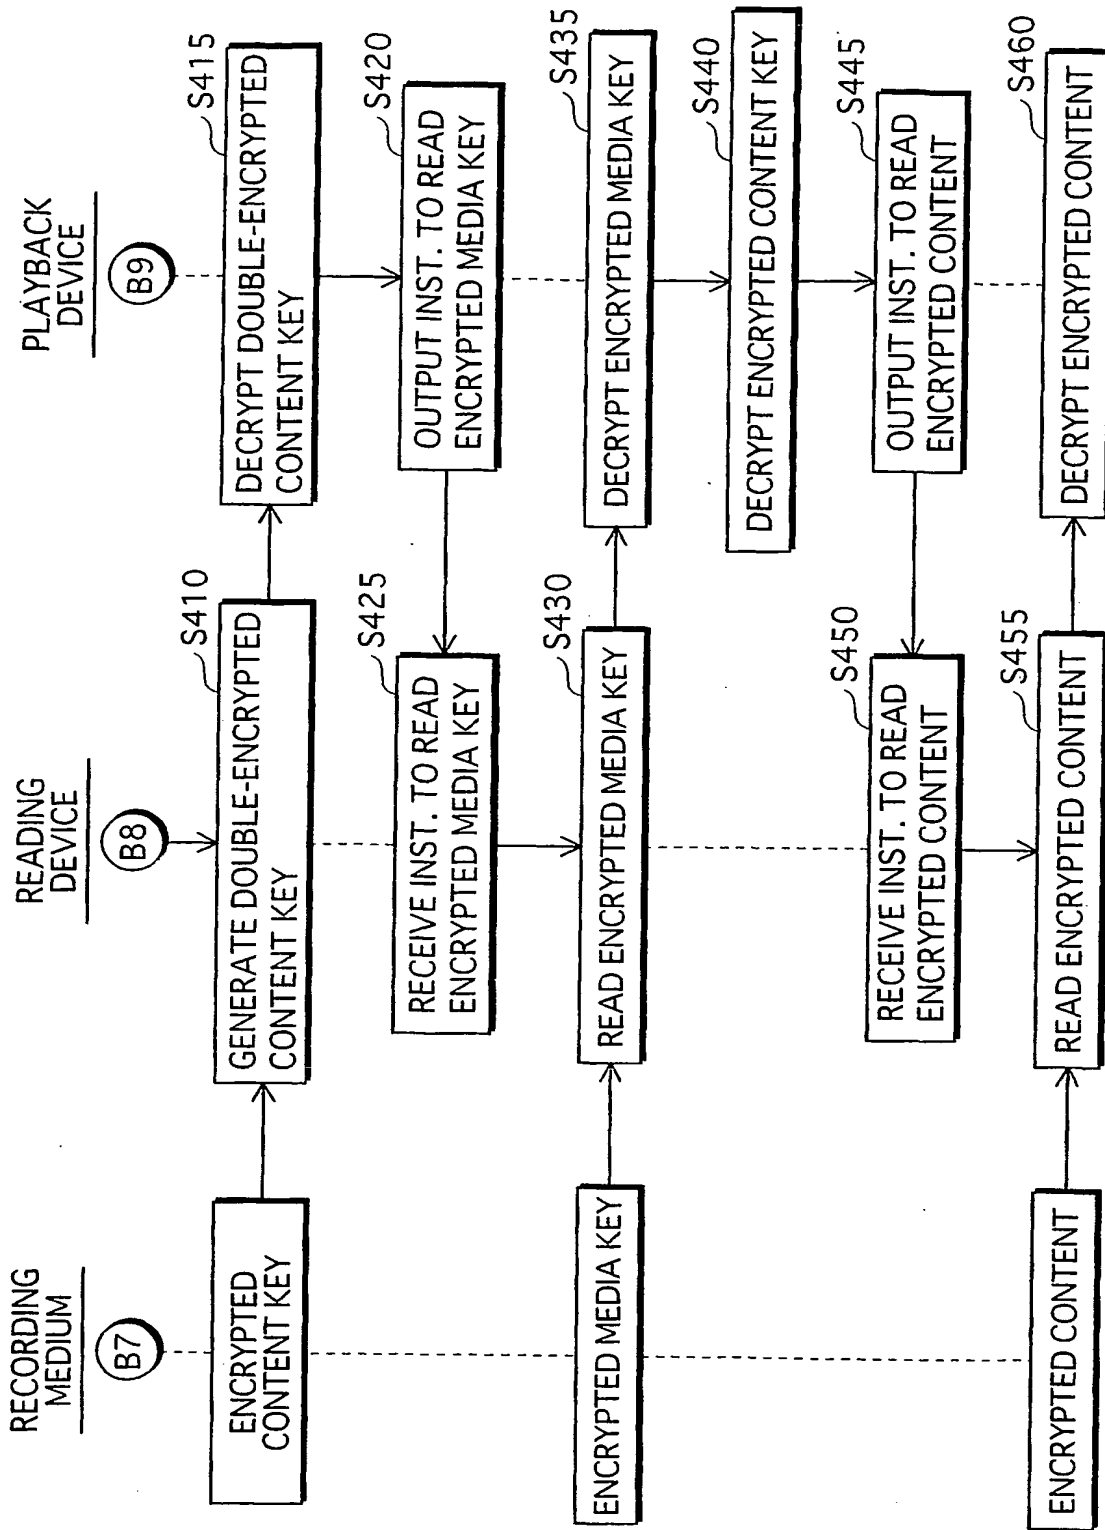 RECORDING
MEDIUM
READING
DEVICE
PLAYBACK
DEVICE
B7
B8
B9
ENCRYPTED
CONTENT KEY
S410
GENERATE DOUBLE-ENCRYPTED
CONTENT KEY
S415
DECRYPT DOUBLE-ENCRYPTED
CONTENT KEY
S420
OUTPUT INST. TO READ
ENCRYPTED MEDIA KEY
S425
RECEIVE INST. TO READ
ENCRYPTED MEDIA KEY
ENCRYPTED MEDIA KEY
S430
READ ENCRYPTED MEDIA KEY
S435
DECRYPT ENCRYPTED MEDIA KEY
S440
DECRYPT ENCRYPTED CONTENT KEY
S445
OUTPUT INST. TO READ
ENCRYPTED CONTENT
S450
RECEIVE INST. TO READ
ENCRYPTED CONTENT
ENCRYPTED CONTENT
S455
READ ENCRYPTED CONTENT
S460
DECRYPT ENCRYPTED CONTENT